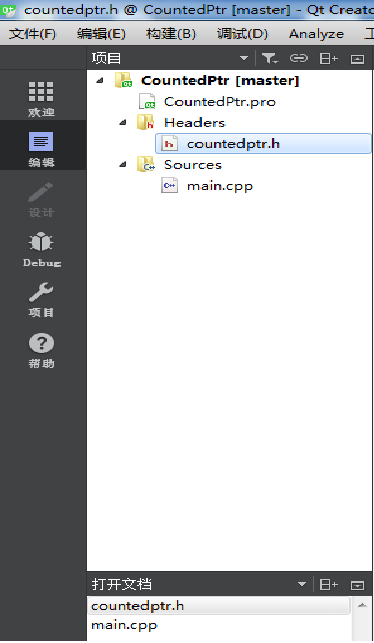 countedptr.h @ CountedPtr [master] - Qt Creato
文件(F) 编辑(E) 构建(B) 调试(D) Analyze 工
项目
欢迎
编辑
设计
Debug
项目
帮助
CountedPtr [master]
CountedPtr.pro
Headers
countedptr.h
Sources
main.cpp
打开文档
countedptr.h
main.cpp